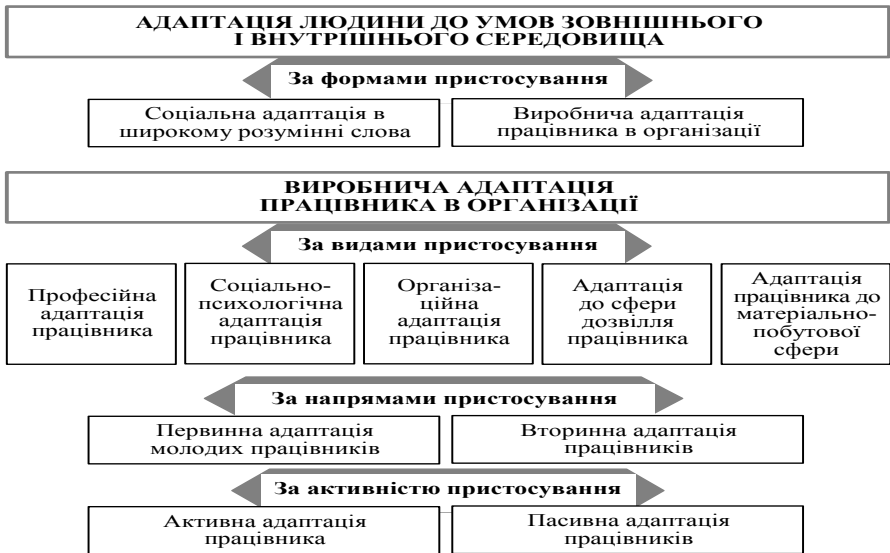 АДАПТАЦІЯ ЛЮДИНИ ДО УМОВ ЗОВНІШНЬОГО
І ВНУТРІШНЬОГО СЕРЕДОВИЩА
За формами пристосування
Соціальна адаптація в
широкому розумінні слова
Виробнича адаптація
працівника в організації
ВИРОБНИЧА АДАПТАЦІЯ
ПРАЦІВНИКА В ОРГАНІЗАЦІЇ
За видами пристосування
Професійна
адаптація
працівника
Соціально-
психологічна
адаптація
працівника
Організа-
ційна
адаптація
працівника
Адаптація
до сфери
дозвілля
працівника
Адаптація
працівника до
матеріально-
побутової
сфери
За напрямами пристосування
Первинна адаптація
молодих працівників
Вторинна адаптація
працівників
За активністю пристосування
Активна адаптація
працівника
Пасивна адаптація
працівників